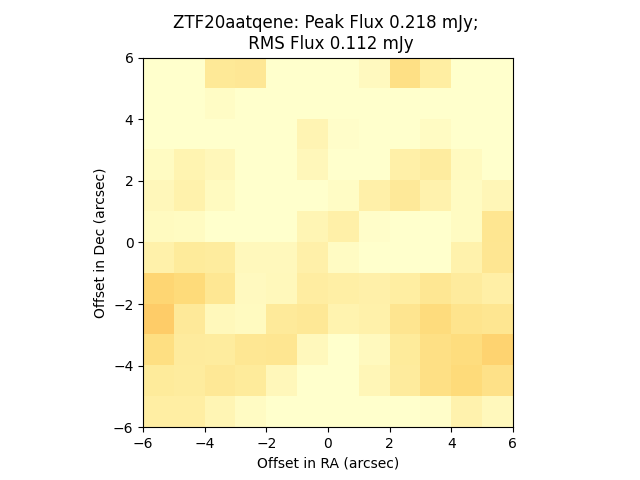 ZTF20aatqene: Peak Flux 0.218 mJy;
RMS Flux 0.112 mJy
6
4
2
0
−2
−4
−6
Offset in Dec (arcsec)
−6 −4 −2 0 2 4 6
Offset in RA (arcsec)